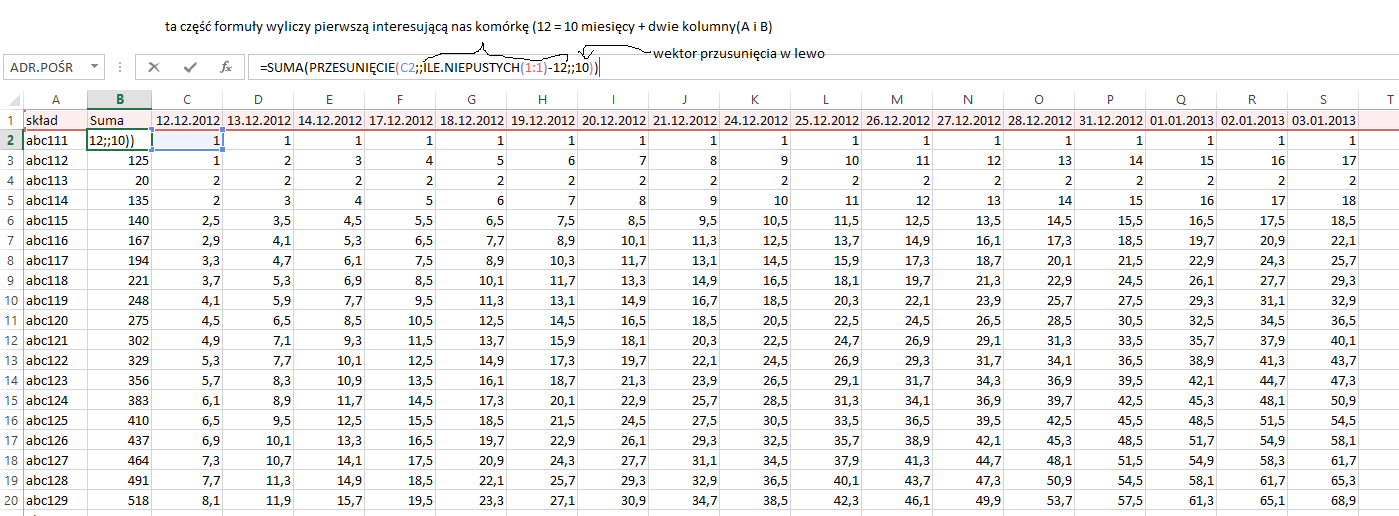 ta część formuły wyliczy pierwszą interesującą nas komórkę (12 = 10 miesięcy + dwie kolumny(A i B)
wektor przusunięcia w lewo
ADR.POŚR fx =SUMA(PRZESUNIĘCIE(C2;;ILE.NIEPUSTYCH(1:1)-12;;10))
A B C D E F G H I J K L M N O P Q R S T
1 skład Suma 12.12.2012 13.12.2012 14.12.2012 17.12.2012 18.12.2012 19.12.2012 20.12.2012 21.12.2012 24.12.2012 25.12.2012 26.12.2012 27.12.2012 28.12.2012 31.12.2012 01.01.2013 02.01.2013 03.01.2013
2 abc111 12;;10)) 1 1 1 1 1 1 1 1 1 1 1 1 1 1 1 1 1
3 abc112 125 1 2 3 4 5 6 7 8 9 10 11 12 13 14 15 16 17
4 abc113 20 2 2 2 2 2 2 2 2 2 2 2 2 2 2 2 2 2
5 abc114 135 2 3 4 5 6 7 8 9 10 11 12 13 14 15 16 17 18
6 abc115 140 2,5 3,5 4,5 5,5 6,5 7,5 8,5 9,5 10,5 11,5 12,5 13,5 14,5 15,5 16,5 17,5 18,5
7 abc116 167 2,9 4,1 5,3 6,5 7,7 8,9 10,1 11,3 12,5 13,7 14,9 16,1 17,3 18,5 19,7 20,9 22,1
8 abc117 194 3,3 4,7 6,1 7,5 8,9 10,3 11,7 13,1 14,5 15,9 17,3 18,7 20,1 21,5 22,9 24,3 25,7
9 abc118 221 3,7 5,3 6,9 8,5 10,1 11,7 13,3 14,9 16,5 18,1 19,7 21,3 22,9 24,5 26,1 27,7 29,3
10 abc119 248 4,1 5,9 7,7 9,5 11,3 13,1 14,9 16,7 18,5 20,3 22,1 23,9 25,7 27,5 29,3 31,1 32,9
11 abc120 275 4,5 6,5 8,5 10,5 12,5 14,5 16,5 18,5 20,5 22,5 24,5 26,5 28,5 30,5 32,5 34,5 36,5
12 abc121 302 4,9 7,1 9,3 11,5 13,7 15,9 18,1 20,3 22,5 24,7 26,9 29,1 31,3 33,5 35,7 37,9 40,1
13 abc122 329 5,3 7,7 10,1 12,5 14,9 17,3 19,7 22,1 24,5 26,9 29,3 31,7 34,1 36,5 38,9 41,3 43,7
14 abc123 356 5,7 8,3 10,9 13,5 16,1 18,7 21,3 23,9 26,5 29,1 31,7 34,3 36,9 39,5 42,1 44,7 47,3
15 abc124 383 6,1 8,9 11,7 14,5 17,3 20,1 22,9 25,7 28,5 31,3 34,1 36,9 39,7 42,5 45,3 48,1 50,9
16 abc125 410 6,5 9,5 12,5 15,5 18,5 21,5 24,5 27,5 30,5 33,5 36,5 39,5 42,5 45,5 48,5 51,5 54,5
17 abc126 437 6,9 10,1 13,3 16,5 19,7 22,9 26,1 29,3 32,5 35,7 38,9 42,1 45,3 48,5 51,7 54,9 58,1
18 abc127 464 7,3 10,7 14,1 17,5 20,9 24,3 27,7 31,1 34,5 37,9 41,3 44,7 48,1 51,5 54,9 58,3 61,7
19 abc128 491 7,7 11,3 14,9 18,5 22,1 25,7 29,3 32,9 36,5 40,1 43,7 47,3 50,9 54,5 58,1 61,7 65,3
20 abc129 518 8,1 11,9 15,7 19,5 23,3 27,1 30,9 34,7 38,5 42,3 46,1 49,9 53,7 57,5 61,3 65,1 68,9